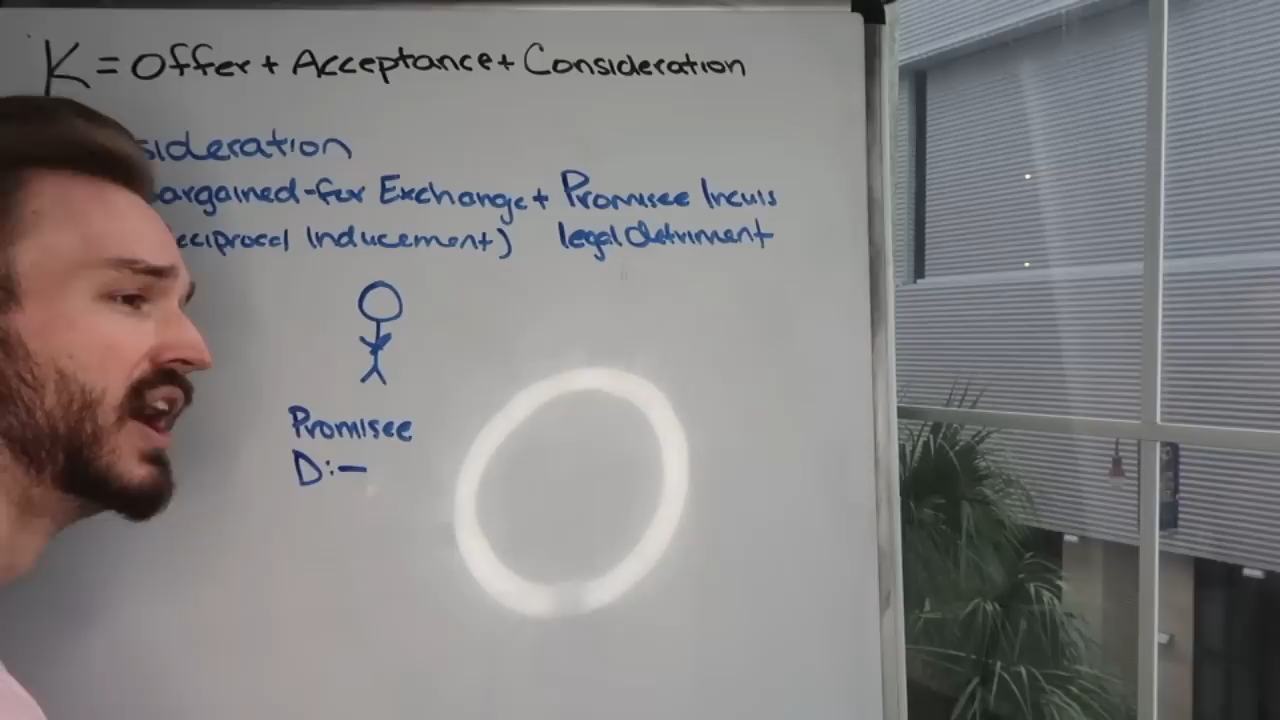 K = Offer + Acceptance + Consideration
sideration
argained-for Exchange + Promisee Incurs
eciprocal Inducement) legal detriment
Promisee
D: –